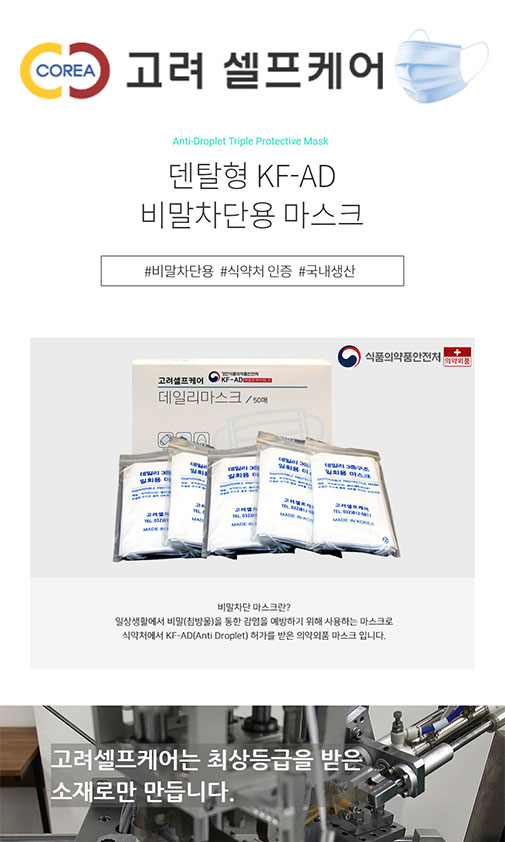 COREA 고려 셀프케어
Anti-Droplet Triple Protective Mask
덴탈형 KF-AD
비말차단용 마스크
#비말차단용 #식약처 인증 #국내생산
식품의약품안전처
의약외품
고려셀프케어
KF-AD
데일리마스크 / 50매
데일리 3중구조
일회용 마스크
고려셀프케어
MADE IN KOREA
비말차단 마스크란?
일상생활에서 비말(침방울)을 통한 감염을 예방하기 위해 사용하는 마스크로
식약처에서 KF-AD(Anti Droplet) 허가를 받은 의약외품 마스크 입니다.
고려셀프케어는 최상등급을 받은
소재로만 만듭니다.